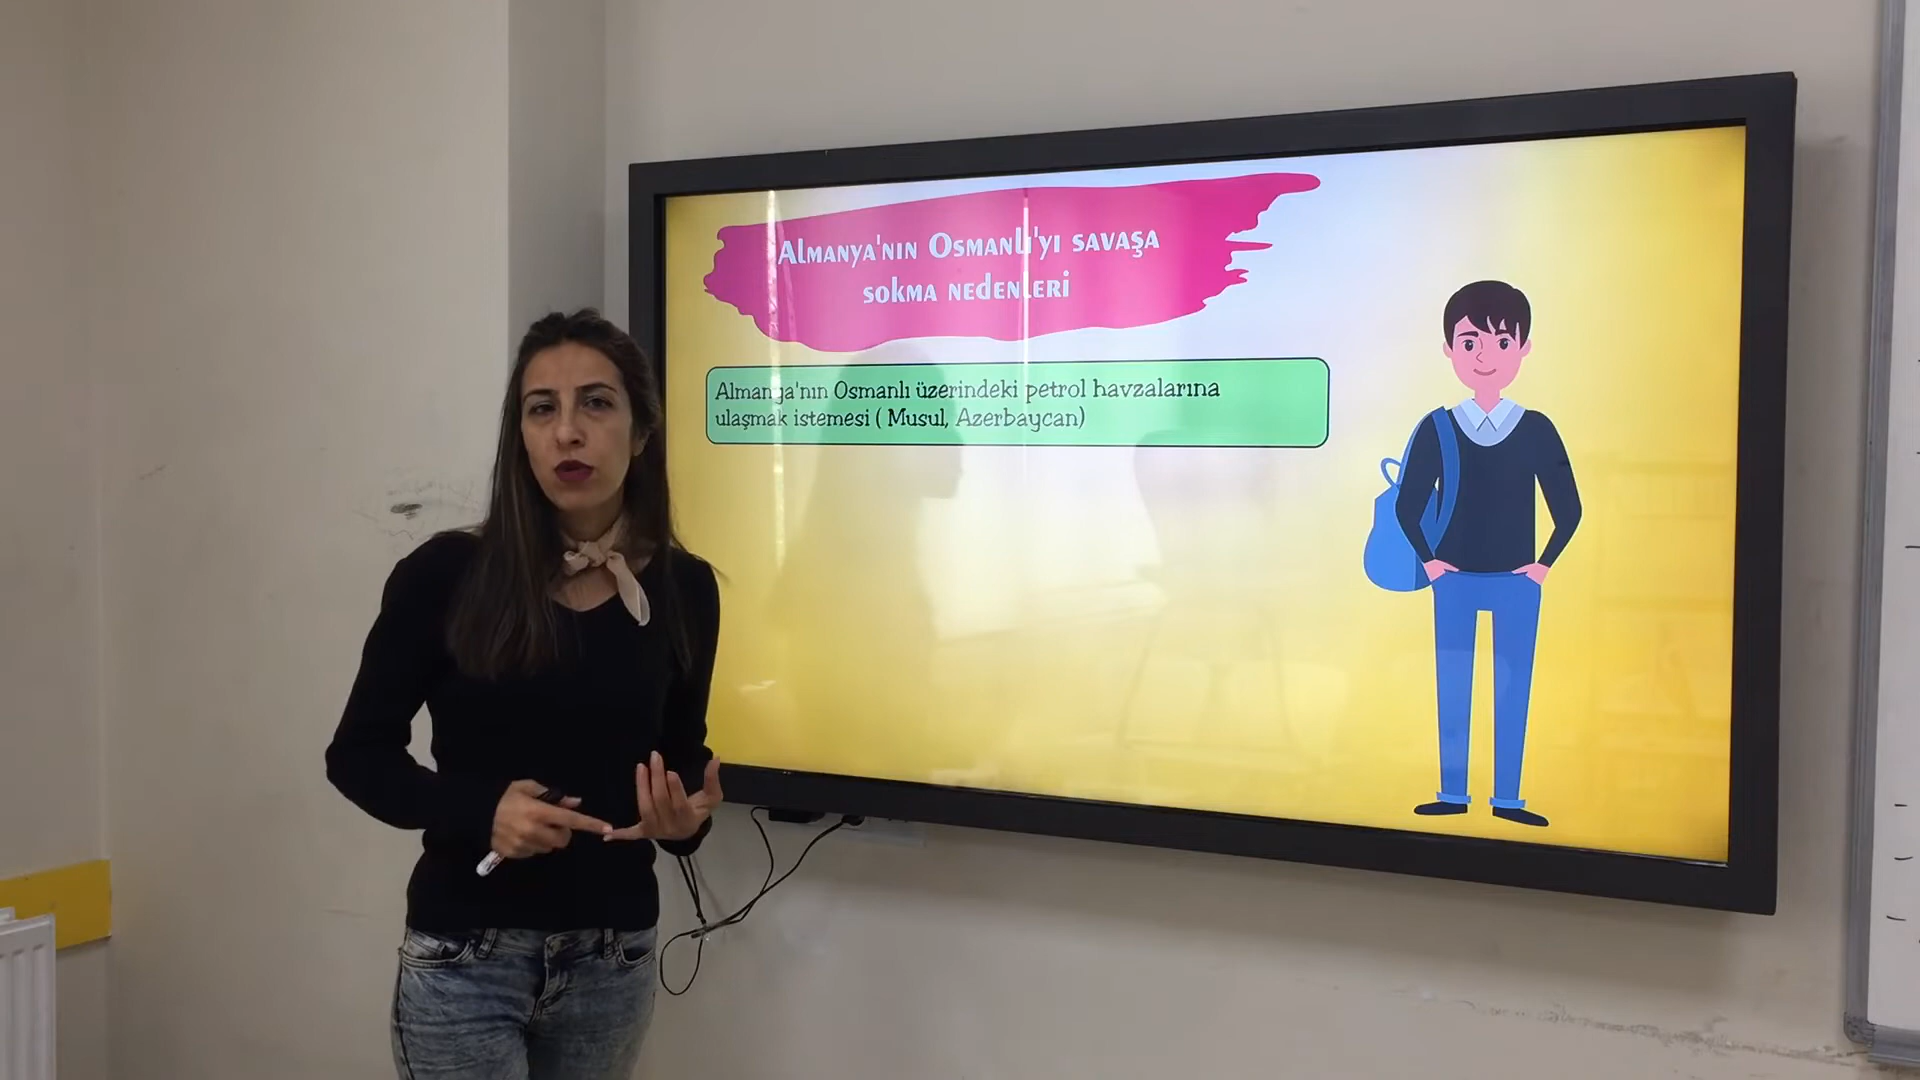 Almanya'nın Osmanlı'yı savaşa
sokma nedenleri
Almanya'nın Osmanlı üzerindeki petrol havzalarına
ulaşmak istemesi ( Musul, Azerbaycan)